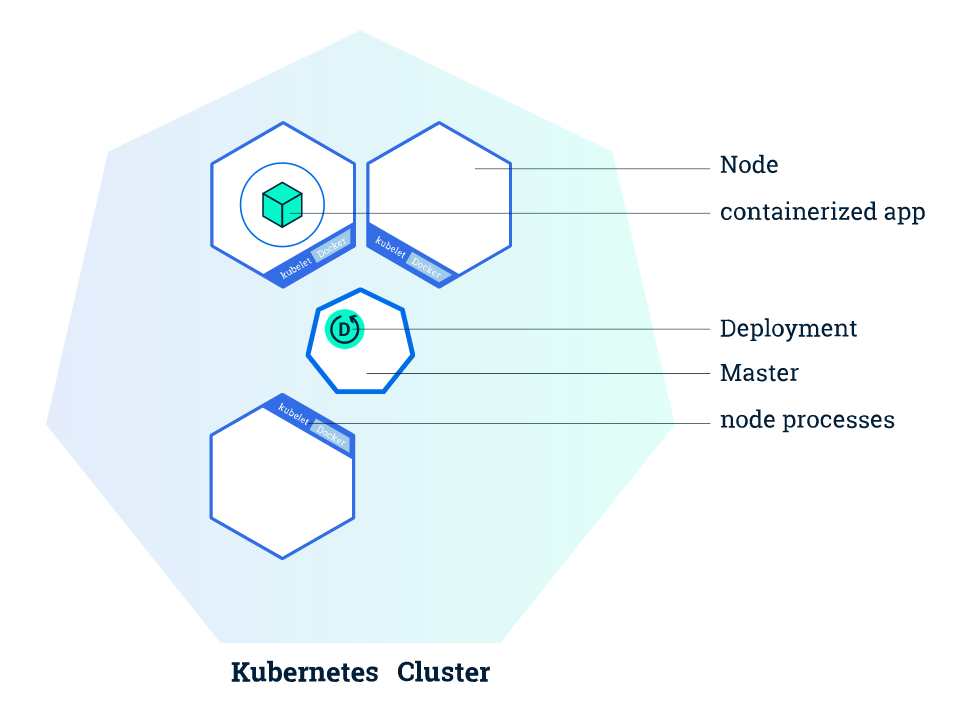 Node
containerized app
kubelet Docker
kubelet Docker
D
Deployment
Master
kubelet Docker
node processes
Kubernetes Cluster